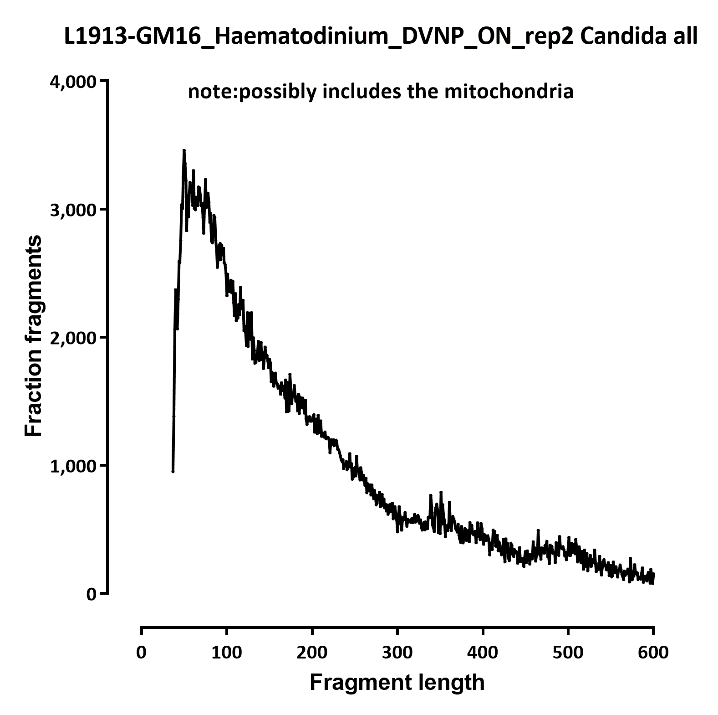 L1913-GM16_Haematodinium_DVNP_ON_rep2 Candida all
note:possibly includes the mitochondria
4,000
3,000
2,000
1,000
0
Fraction fragments
0 100 200 300 400 500 600
Fragment length